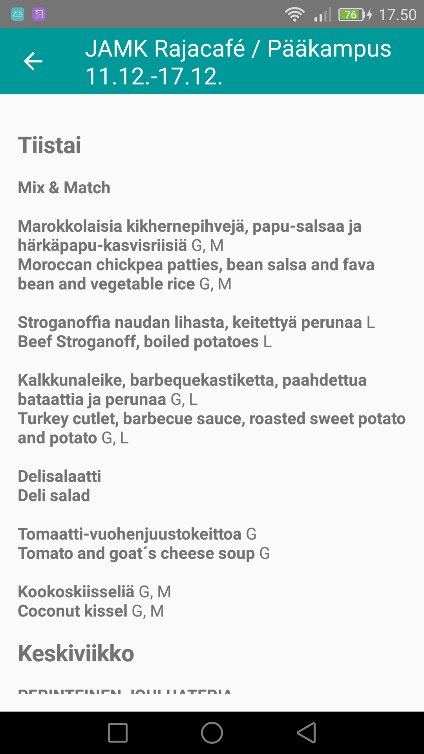 76 17.50
JAMK Rajacafé / Pääkampus
11.12.-17.12.
Tiistai
Mix & Match
Marokkolaisia kikhernepihvejä, papu-salsaa ja
härkäpapu-kasvisriisiä G, M
Moroccan chickpea patties, bean salsa and fava
bean and vegetable rice G, M
Stroganoffia naudan lihasta, keitettyä perunaa L
Beef Stroganoff, boiled potatoes L
Kalkkunaleike, barbequekastiketta, paahdettua
bataattia ja perunaa G, L
Turkey cutlet, barbecue sauce, roasted sweet potato
and potato G, L
Delisalaatti
Deli salad
Tomaatti-vuohenjuustokeittoa G
Tomato and goat´s cheese soup G
Kookoskiisseliä G, M
Coconut kissel G, M
Keskiviikko
PERINTEINEN JOULUATERIA